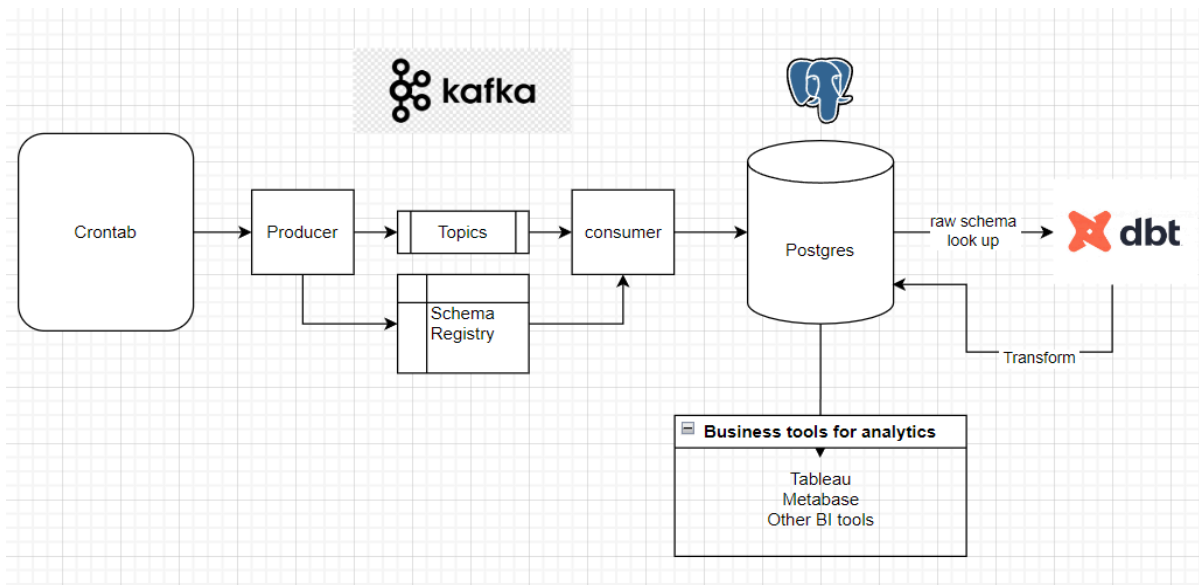 kafka
Crontab
Producer
Topics
consumer
Schema
Registry
Postgres
raw schema
look up
dbt
Transform
Business tools for analytics
Tableau
Metabase
Other BI tools